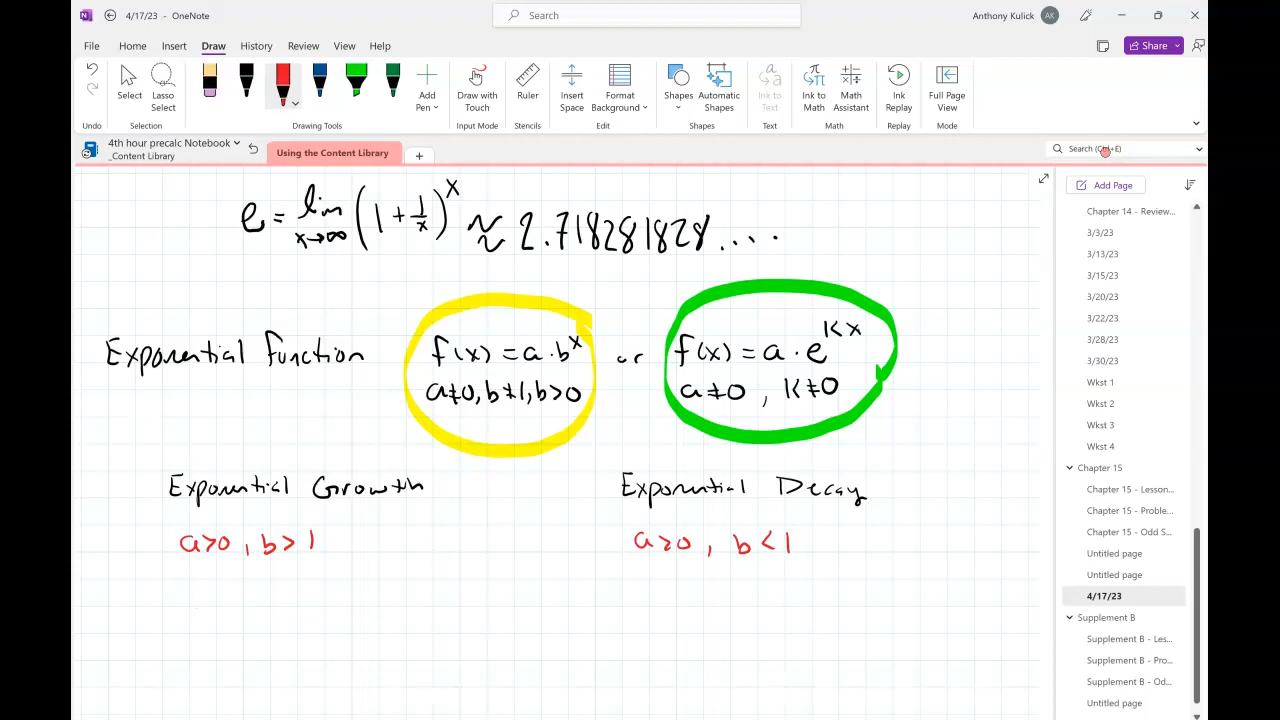 4/17/23 - OneNote
Search
Anthony Kulick AK
File Home Insert Draw History Review View Help
Share
Select
Lasso Select
Add Pen
Draw with Touch
Ruler
Insert Space
Format Background
Shapes
Automatic Shapes
Ink to Text
Ink to Math
Math Assistant
Ink Replay
Full Page View
Undo Selection Drawing Tools Input Mode Stencils Edit Shapes Text Math Replay Mode
4th hour precalc Notebook
_Content Library
Using the Content Library
+
Search (Ctrl+E)
Add Page
Chapter 14 - Review...
3/3/23
3/13/23
3/15/23
3/20/23
3/22/23
3/28/23
3/30/23
Wkst 1
Wkst 2
Wkst 3
Wkst 4
Chapter 15
Chapter 15 - Lesson...
Chapter 15 - Proble...
Chapter 15 - Odd S...
Untitled page
Untitled page
4/17/23
Supplement B
Supplement B - Les...
Supplement B - Pro...
Supplement B - Od...
Untitled page
e = lim x→∞ (1 + 1/x)^x ≈ 2.718281828....
Exponential Function f(x) = a · b^x or f(x) = a · e^Kx
a≠0, b≠1, b>0 a≠0, K≠0
Exponential Growth Exponential Decay
a>0, b>1 a>0, b<1